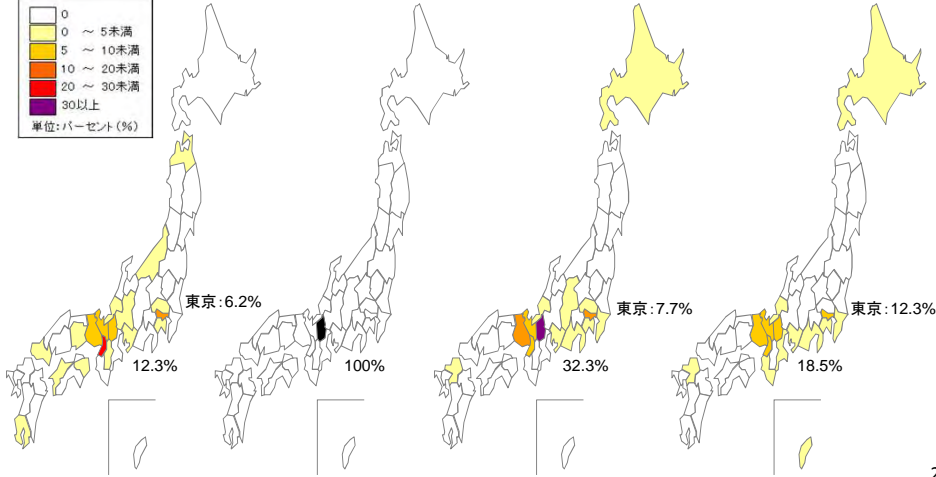 0
0 ～ 5未満
5 ～ 10未満
10 ～ 20未満
20 ～ 30未満
30以上
単位:パーセント(%)
東京:6.2%
12.3%
100%
東京:7.7%
32.3%
東京:12.3%
18.5%